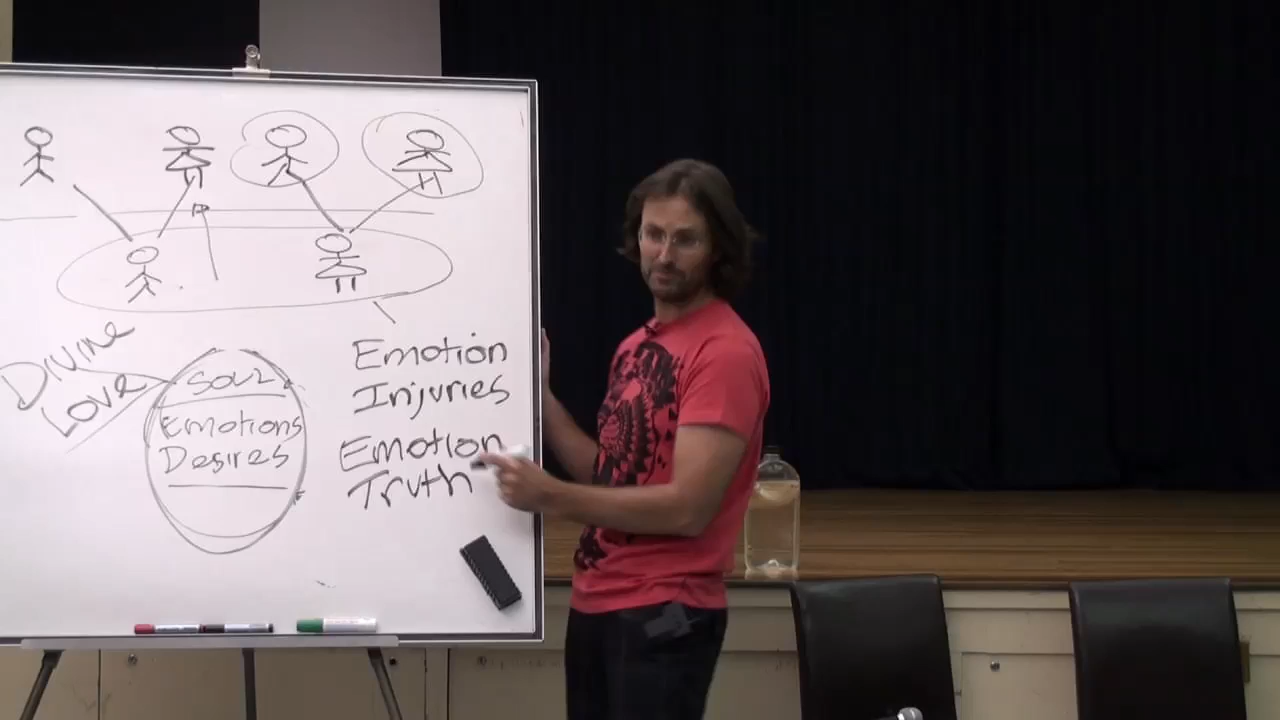 Divine
Love
Soul
Emotions
Desires
Emotion
Injuries
Emotion
Truth